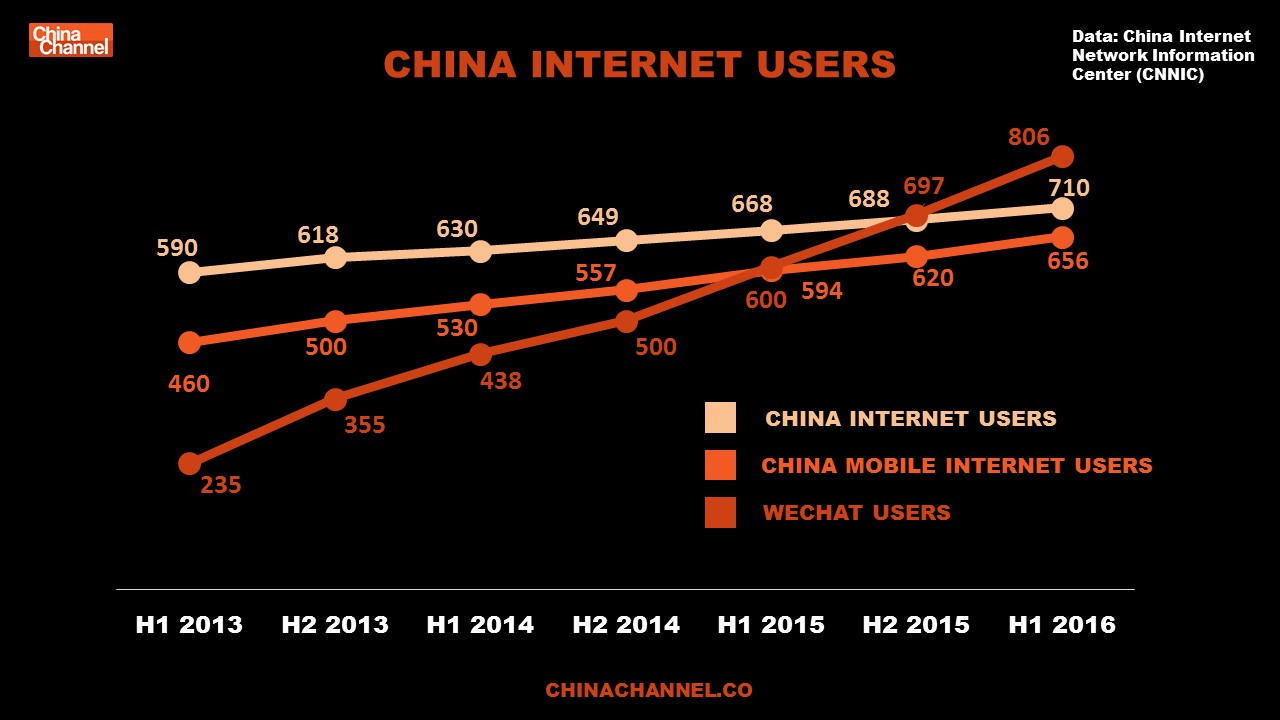 China
Channel
CHINA INTERNET USERS
Data: China Internet
Network Information
Center (CNNIC)
590
618
630
649
668
688
697
806
710
460
500
530
557
600
594
620
656
235
355
438
500
CHINA INTERNET USERS
CHINA MOBILE INTERNET USERS
WECHAT USERS
H1 2013 H2 2013 H1 2014 H2 2014 H1 2015 H2 2015 H1 2016
CHINACHANNEL.CO